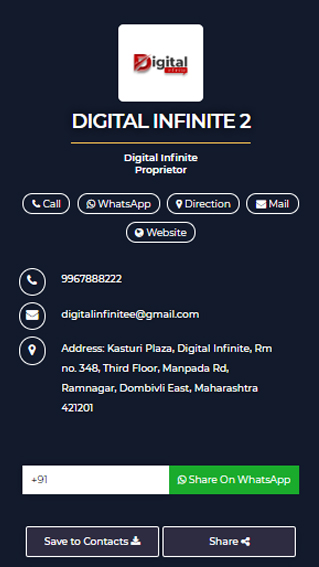 Digital
DIGITAL INFINITE 2
Digital Infinite
Proprietor
Call
WhatsApp
Direction
Mail
Website
9967888222
digitalinfinitee@gmail.com
Address: Kasturi Plaza, Digital Infinite, Rm
no. 348, Third Floor, Manpada Rd,
Ramnagar, Dombivli East, Maharashtra
421201
+91
Share On WhatsApp
Save to Contacts
Share